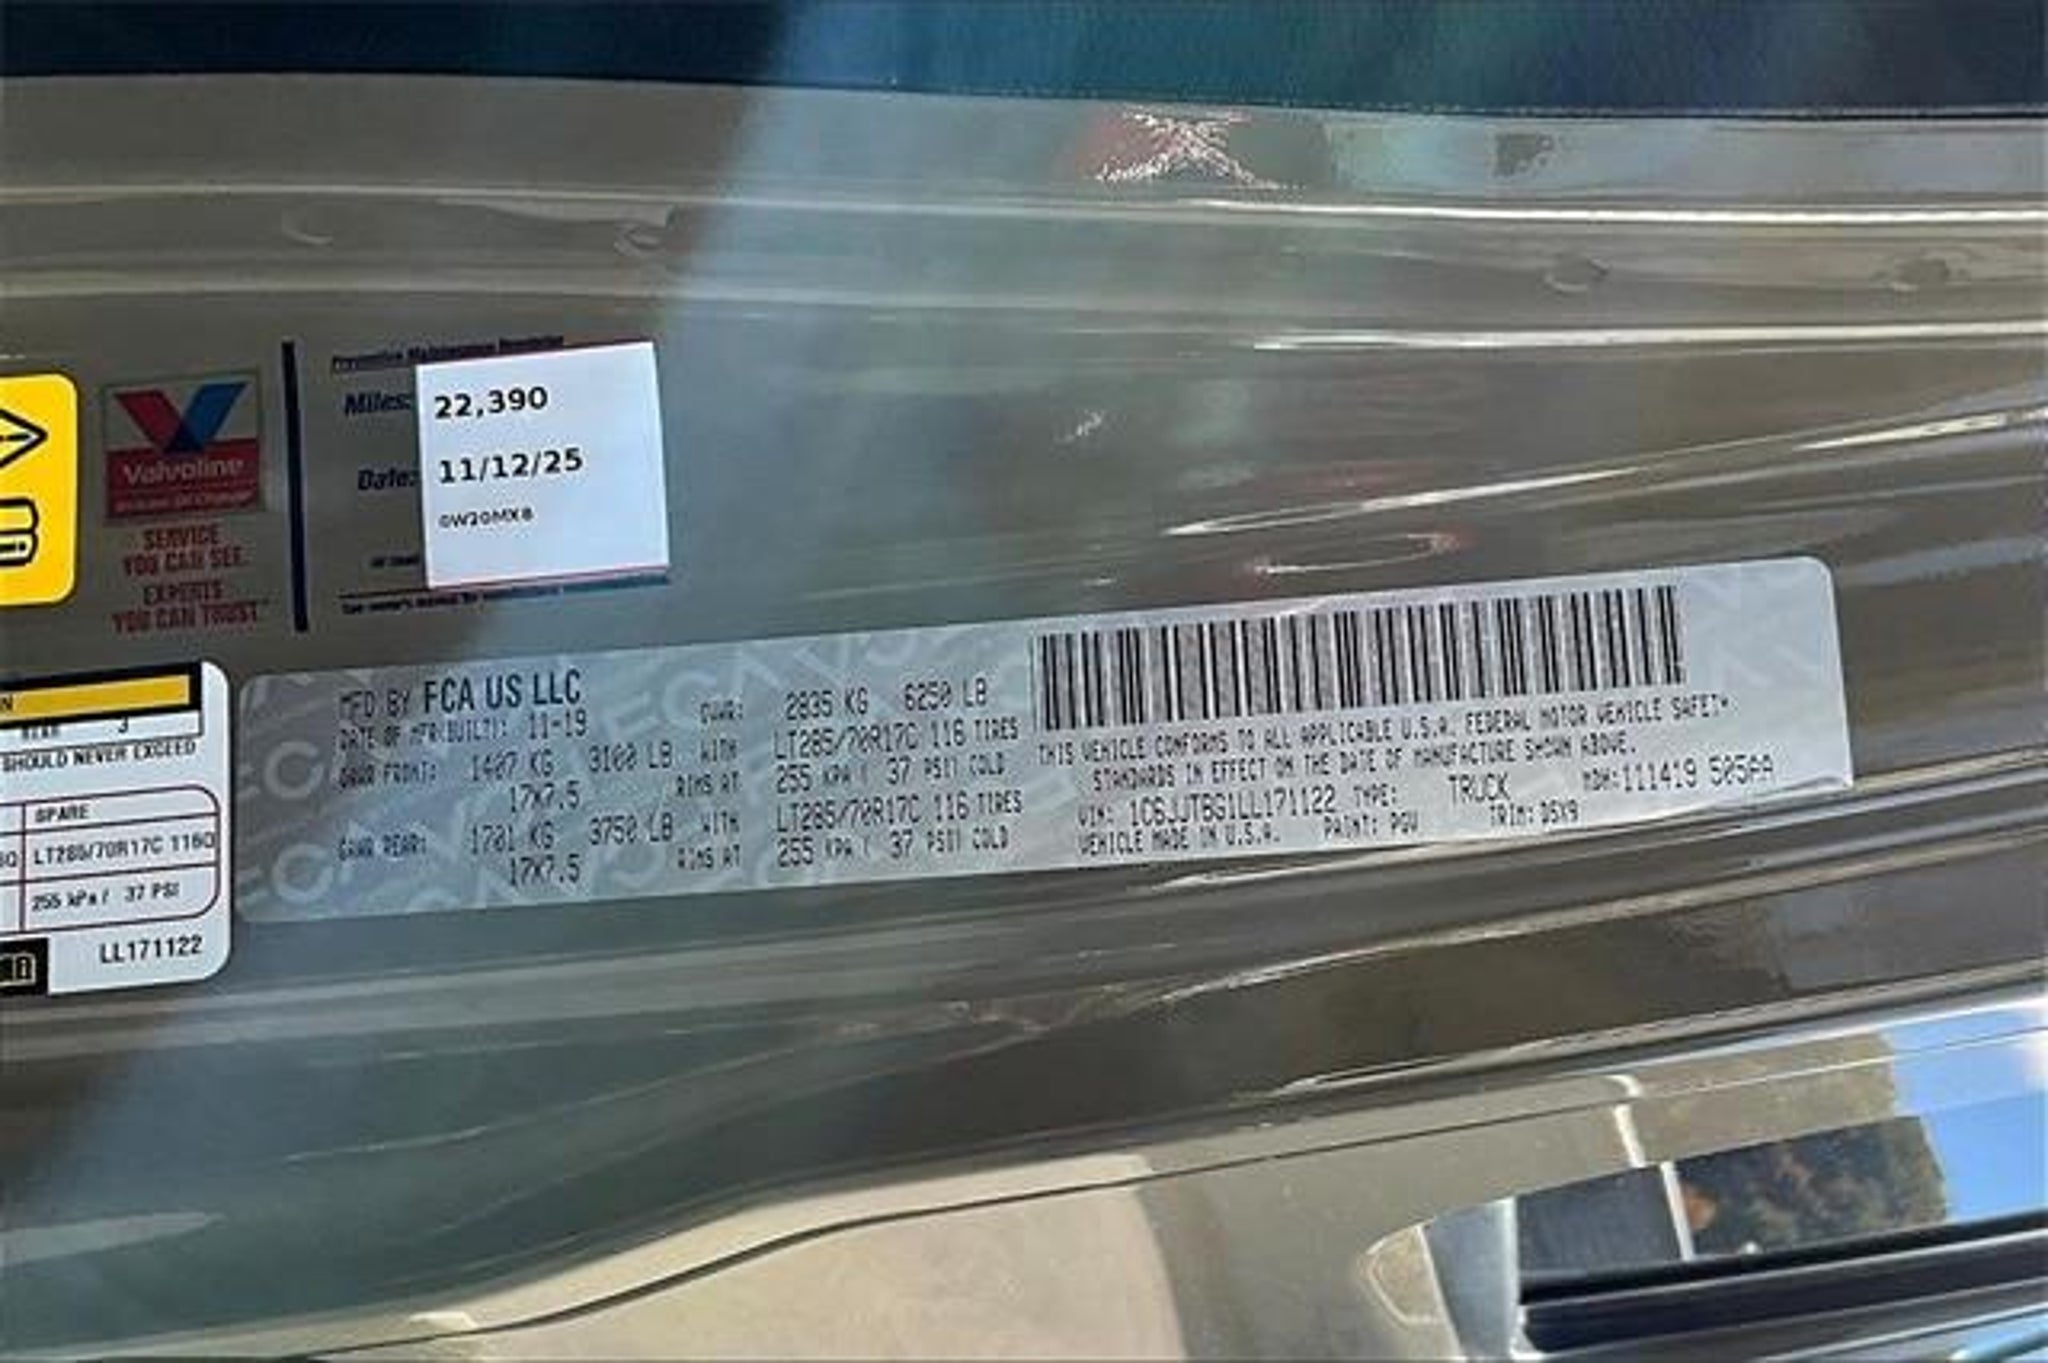 Preventive Maintenance Reminder
Miles: 22,390
Date: 11/12/25
0W20MXB
Valvoline
SERVICE
YOU CAN SEE.
EXPERTS
YOU CAN TRUST
SHOULD NEVER EXCEED
SPARE
LT285/70R17C 116Q
255 kPa / 37 PSI
LL171122
MFD BY FCA US LLC
DATE OF MFR(BUILT): 11-19
GVWR: 2835 KG 6250 LB
GAWR FRONT: 1407 KG 3100 LB WITH LT285/70R17C 116 TIRES
17X7.5 RIMS AT 255 KPA ( 37 PSI) COLD
GAWR REAR: 1701 KG 3750 LB WITH LT285/70R17C 116 TIRES
17X7.5 RIMS AT 255 KPA ( 37 PSI) COLD
THIS VEHICLE CONFORMS TO ALL APPLICABLE U.S.A. FEDERAL MOTOR VEHICLE SAFETY
STANDARDS IN EFFECT ON THE DATE OF MANUFACTURE SHOWN ABOVE.
VIN: 1C6JJTBG1LL171122 TYPE: TRUCK MDH: 111419 505AA
VEHICLE MADE IN U.S.A. PAINT: PGV TRIM: D5X9